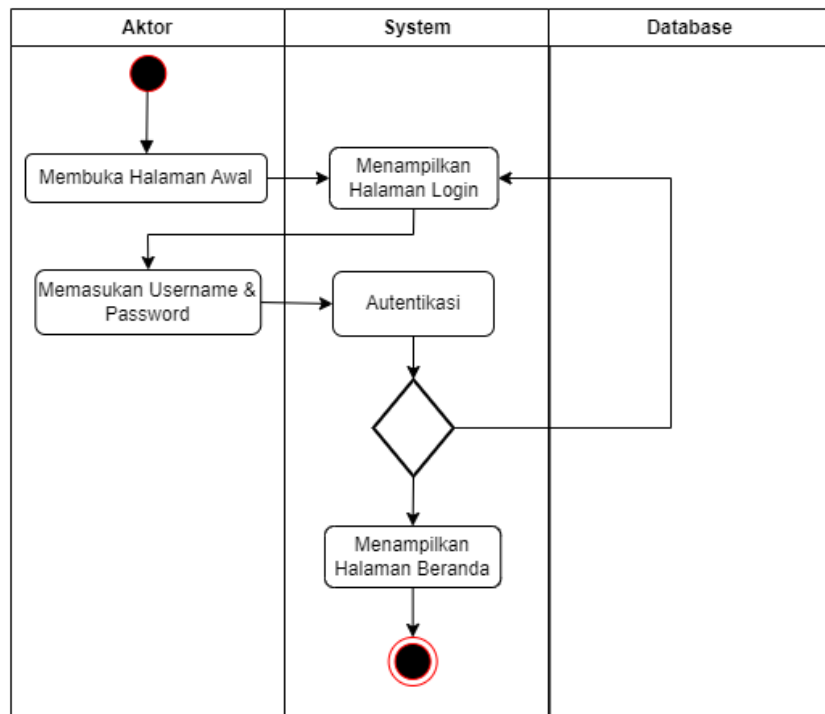 Aktor
System
Database
Membuka Halaman Awal
Menampilkan
Halaman Login
Memasukan Username &
Password
Autentikasi
Menampilkan
Halaman Beranda